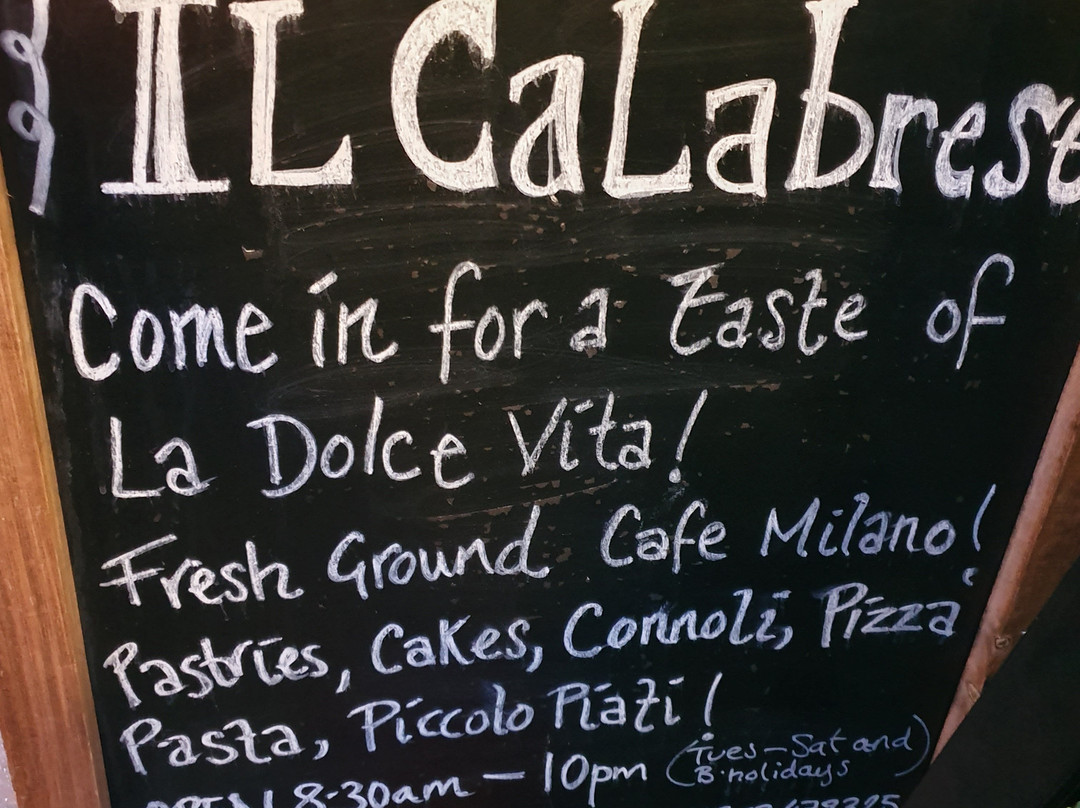 IL CaLabrese
Come in for a Taste of
La Dolce Vita!
Fresh Ground Cafe Milano!
Pastries, Cakes, Connoli, Pizza
Pasta, Piccolo Piati!
OPEN 8-30am – 10pm (Tues – Sat and
B.holidays)